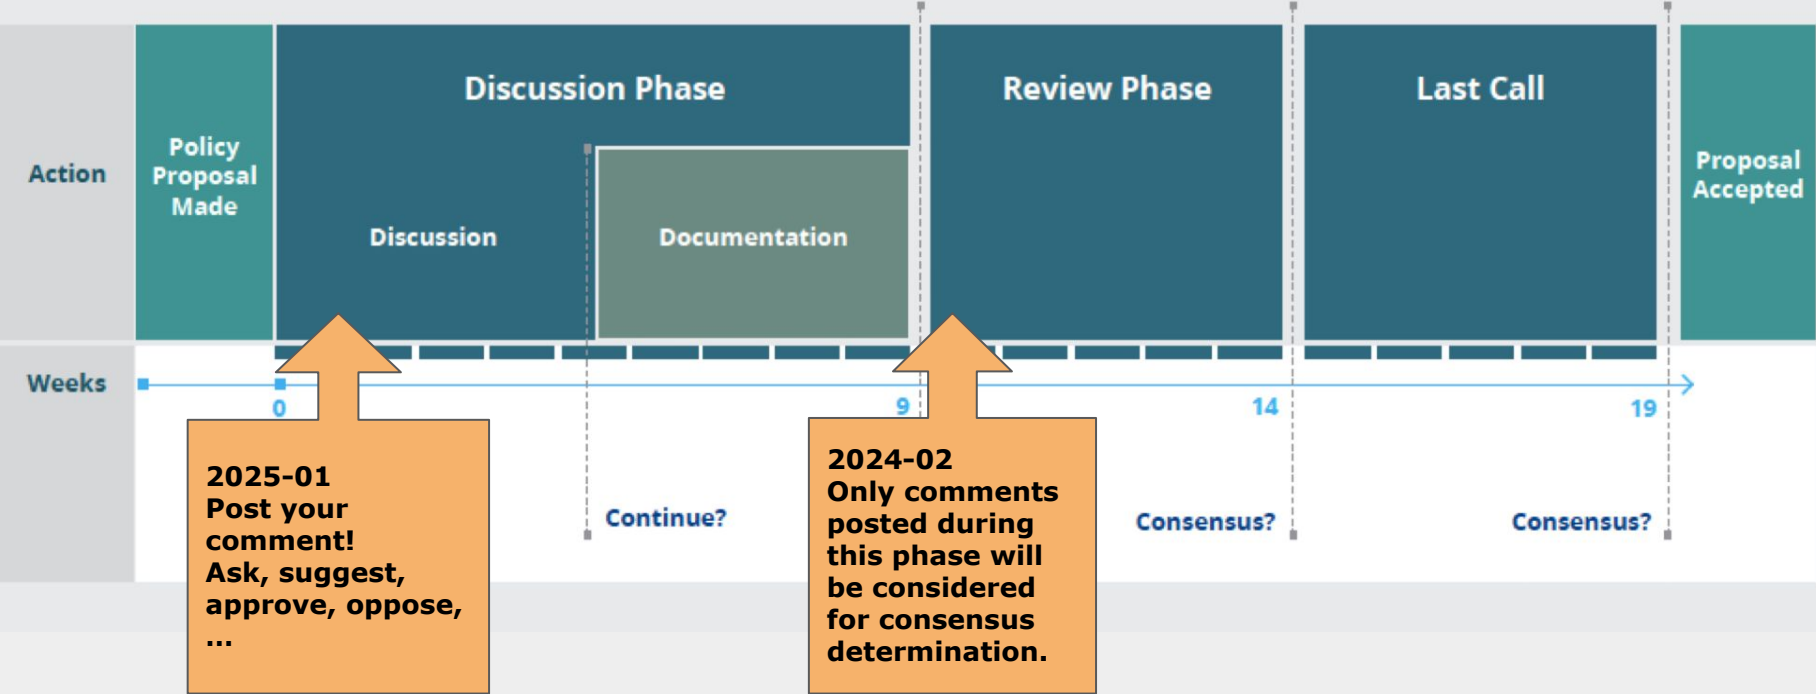 Action
Policy
Proposal
Made
Discussion Phase
Discussion
Documentation
Review Phase
Last Call
Proposal
Accepted
Weeks
0
9
14
19
2025-01
Post your
comment!
Ask, suggest,
approve, oppose,
...
Continue?
2024-02
Only comments
posted during
this phase will
be considered
for consensus
determination.
Consensus?
Consensus?